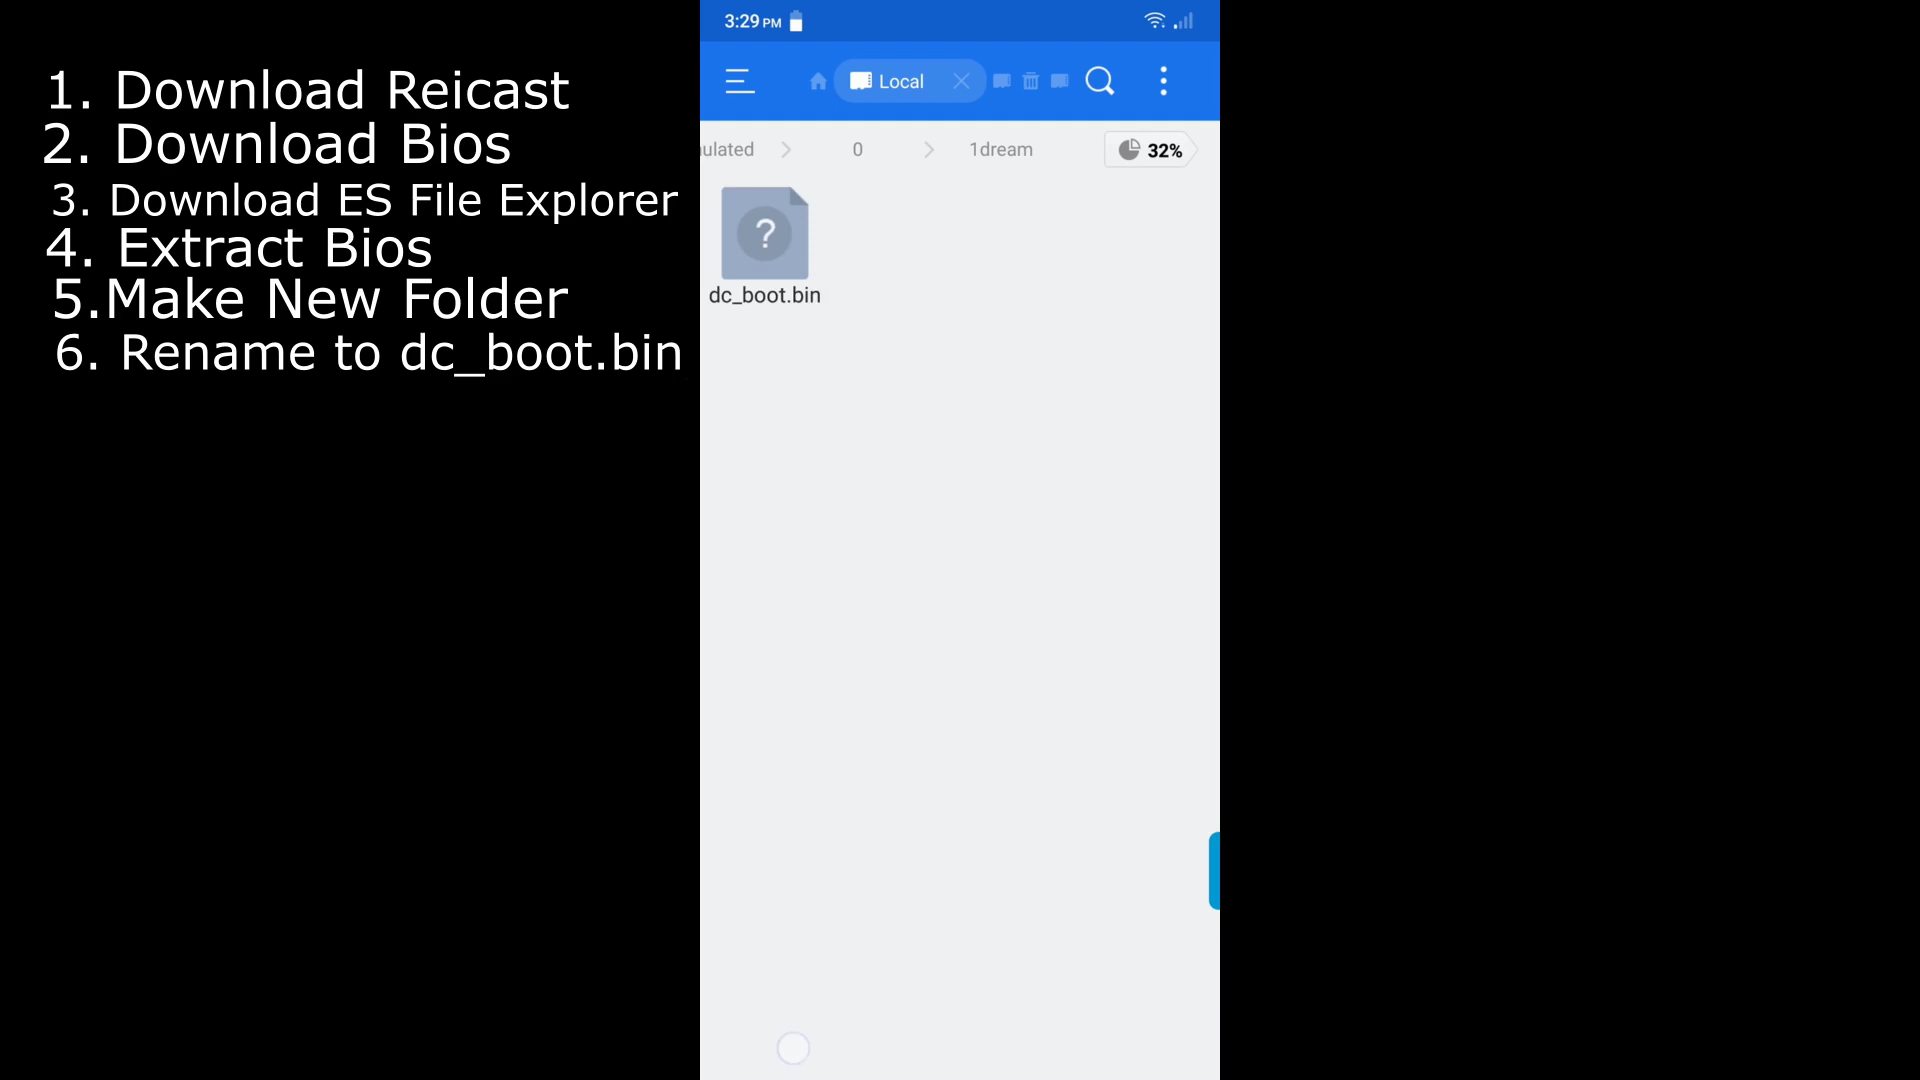 1. Download Reicast
2. Download Bios
3. Download ES File Explorer
4. Extract Bios
5.Make New Folder
6. Rename to dc_boot.bin
3:29 PM
Local
ulated > 0 > 1dream 32%
?
dc_boot.bin